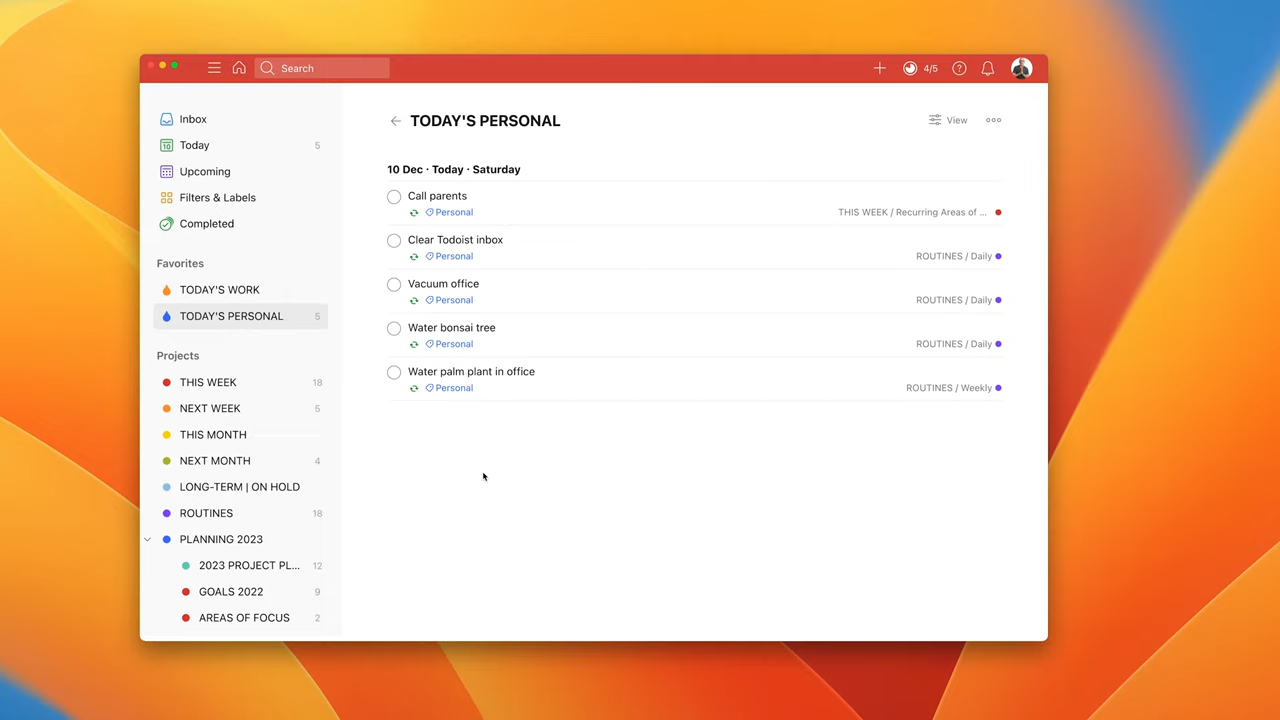 Search
4/5
Inbox
10 Today 5
Upcoming
Filters & Labels
Completed
Favorites
TODAY'S WORK
TODAY'S PERSONAL 5
Projects
THIS WEEK 18
NEXT WEEK 5
THIS MONTH
NEXT MONTH 4
LONG-TERM | ON HOLD
ROUTINES 18
PLANNING 2023
2023 PROJECT PL... 12
GOALS 2022 9
AREAS OF FOCUS 2
TODAY'S PERSONAL
View
10 Dec · Today · Saturday
Call parents
Personal THIS WEEK / Recurring Areas of ...
Clear Todoist inbox
Personal ROUTINES / Daily
Vacuum office
Personal ROUTINES / Daily
Water bonsai tree
Personal ROUTINES / Daily
Water palm plant in office
Personal ROUTINES / Weekly